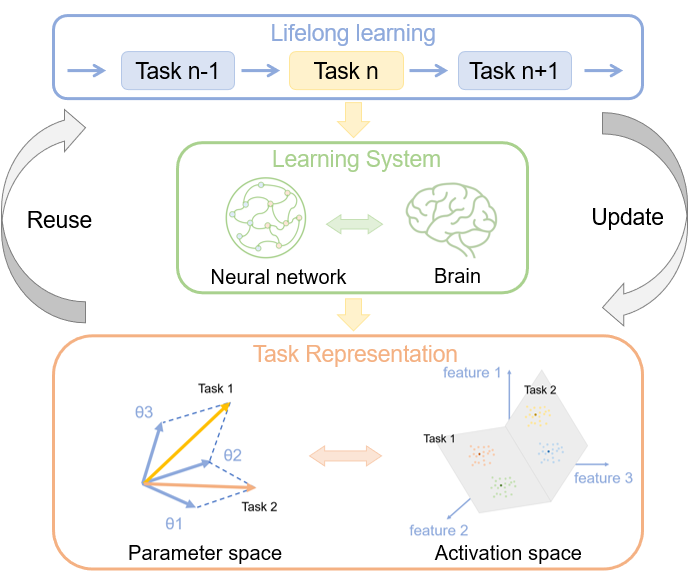 Lifelong learning
Task n-1
Task n
Task n+1
Learning System
Reuse
Update
Neural network
Brain
Task Representation
Task 1
θ3
θ2
Task 2
θ1
Parameter space
feature 1
Task 2
Task 1
feature 3
feature 2
Activation space